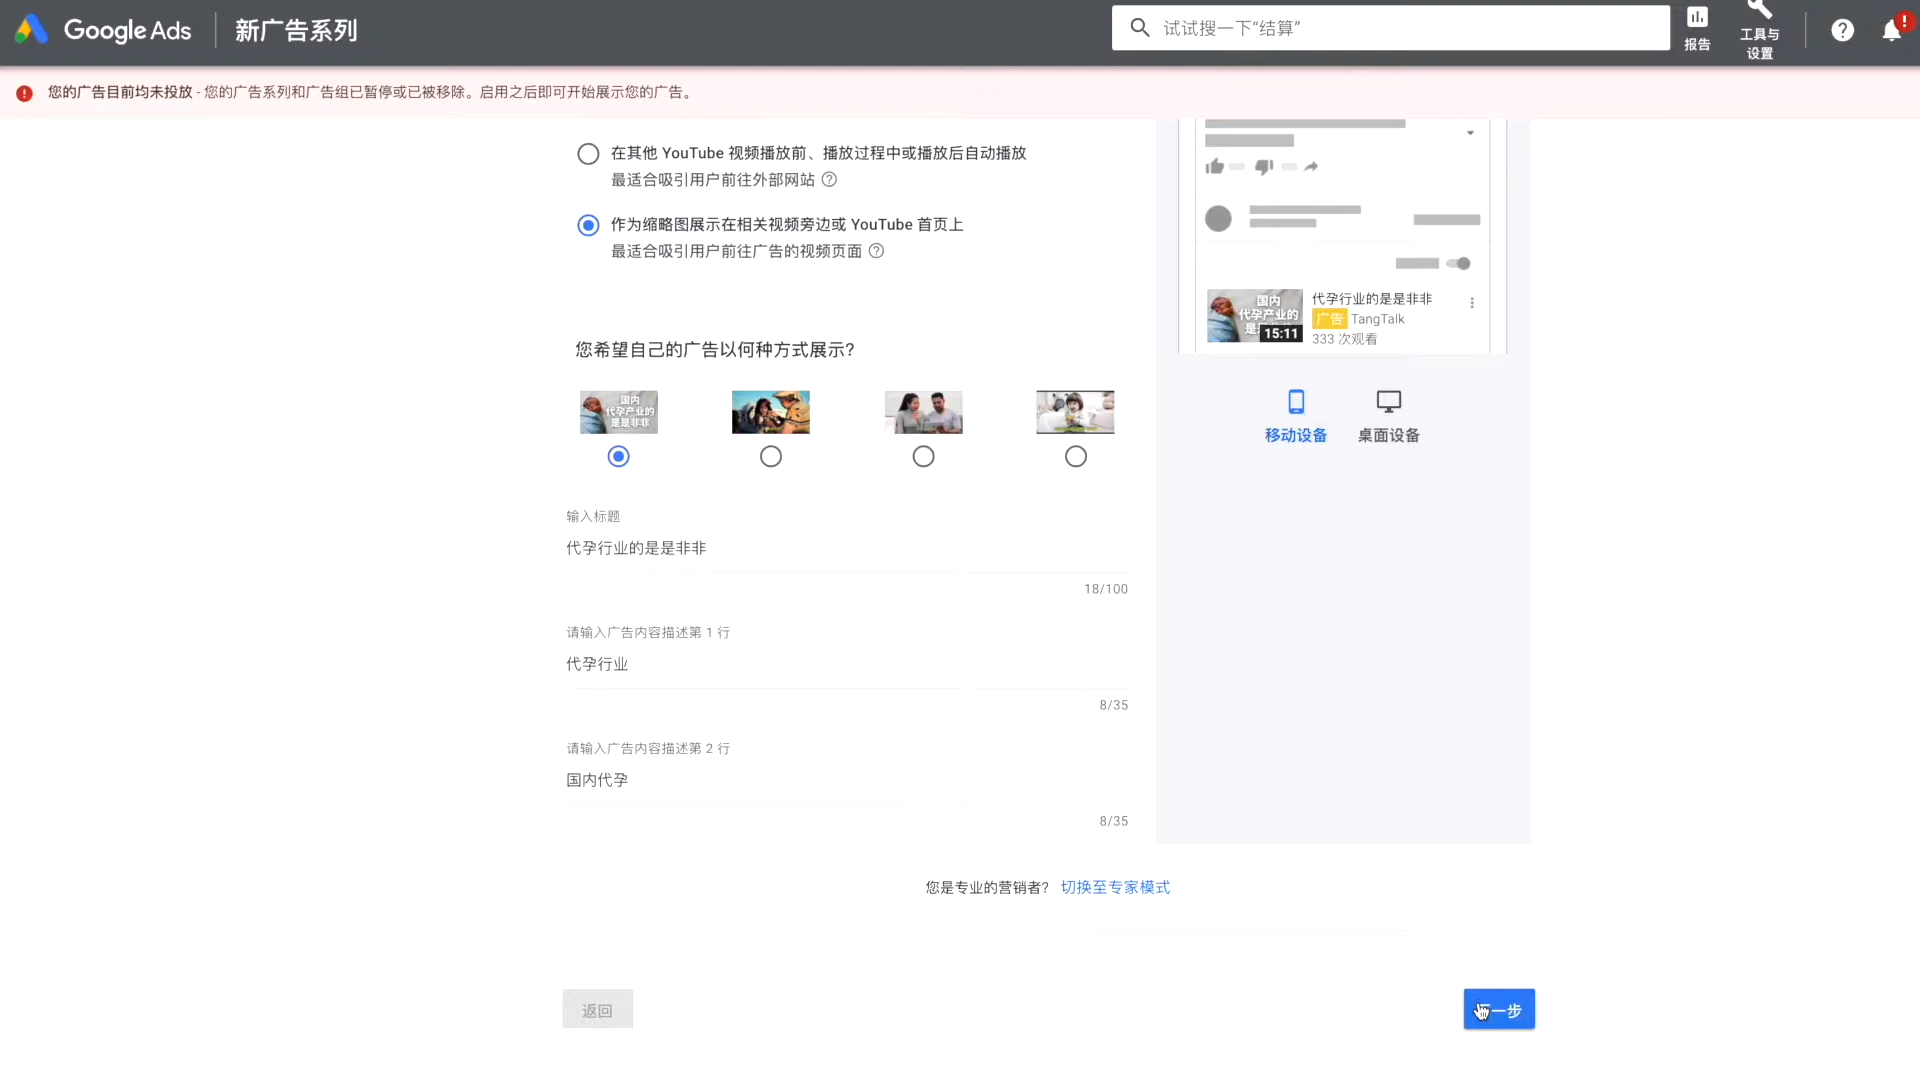 Google Ads
新广告系列
试试搜一下“结算”
报告
工具与
设置
您的广告目前均未投放 - 您的广告系列和广告组已暂停或已被移除。启用之后即可开始展示您的广告。
在其他 YouTube 视频播放前、播放过程中或播放后自动播放
最适合吸引用户前往外部网站
作为缩略图展示在相关视频旁边或 YouTube 首页上
最适合吸引用户前往广告的视频页面
国内
代孕产业的
15:11
代孕行业的是是非非
广告 TangTalk
333 次观看
移动设备
桌面设备
您希望自己的广告以何种方式展示?
国内
代孕产业的
是是非非
输入标题
代孕行业的是是非非
18/100
请输入广告内容描述第 1 行
代孕行业
8/35
请输入广告内容描述第 2 行
国内代孕
8/35
您是专业的营销者? 切换至专家模式
返回
一步